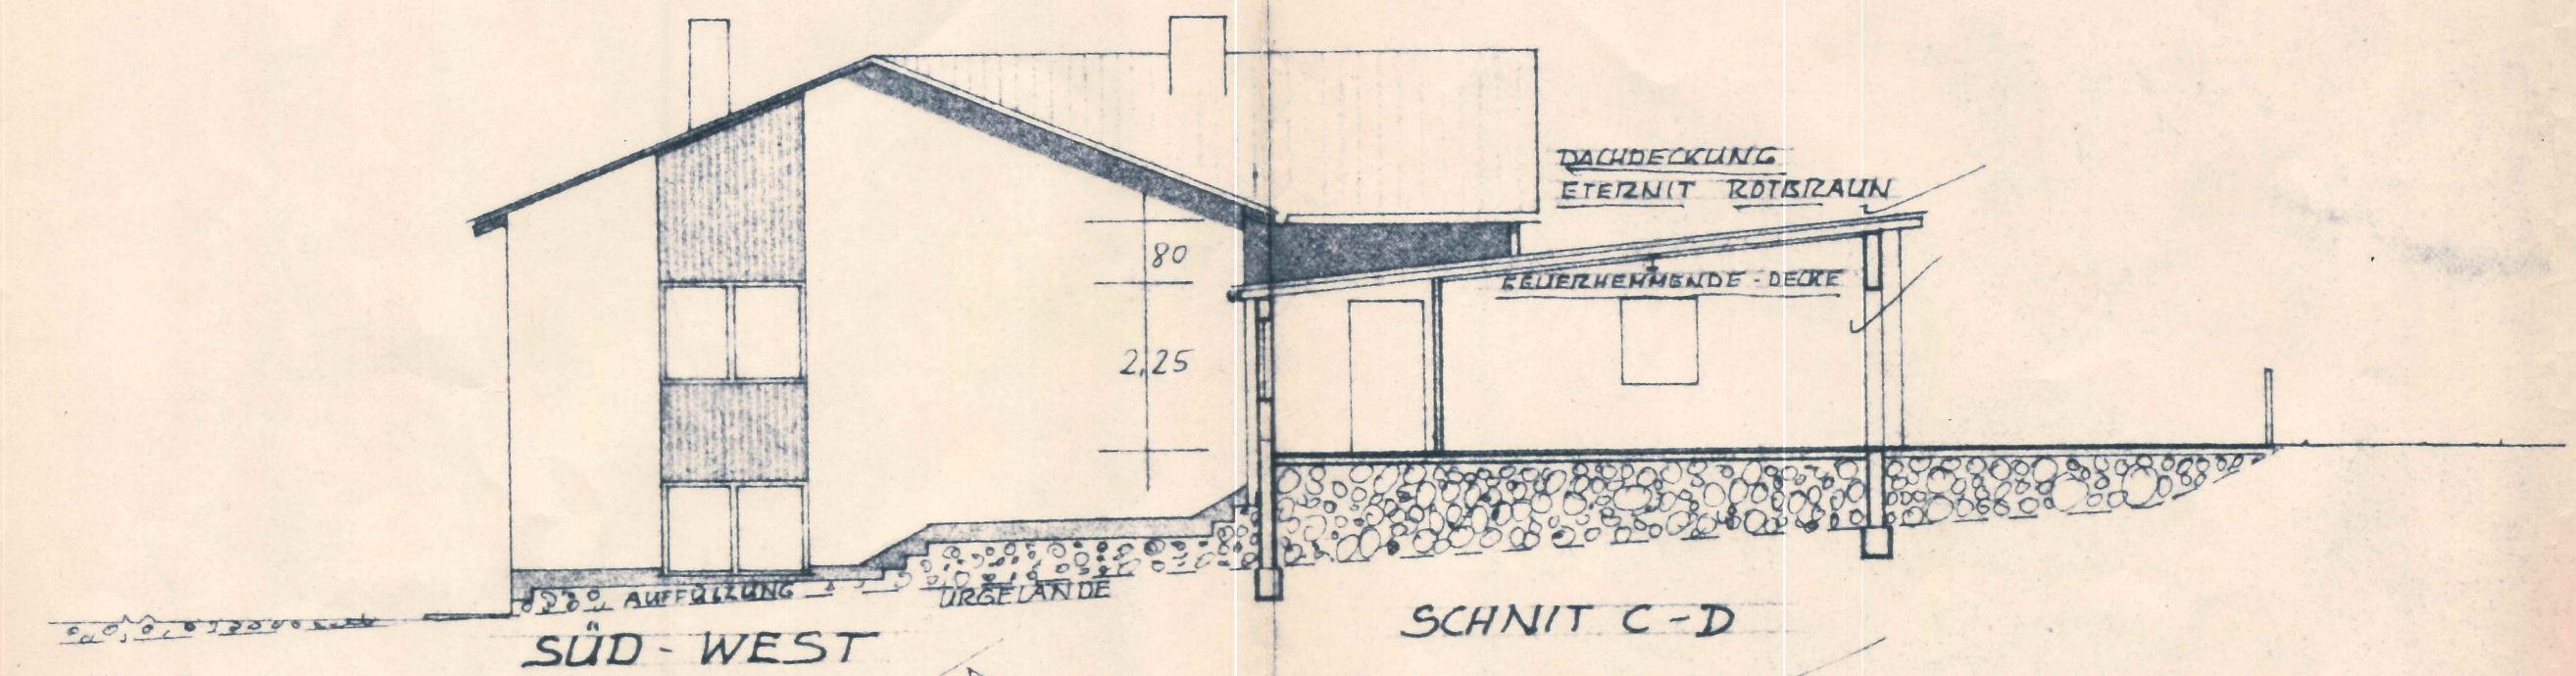 DACHDECKUNG
ETERNIT ROTBRAUN
80
FEUERHEMMENDE-DECKE
2,25
AUFFÜLLUNG
URGELÄNDE
SCHNIT C-D
SÜD-WEST